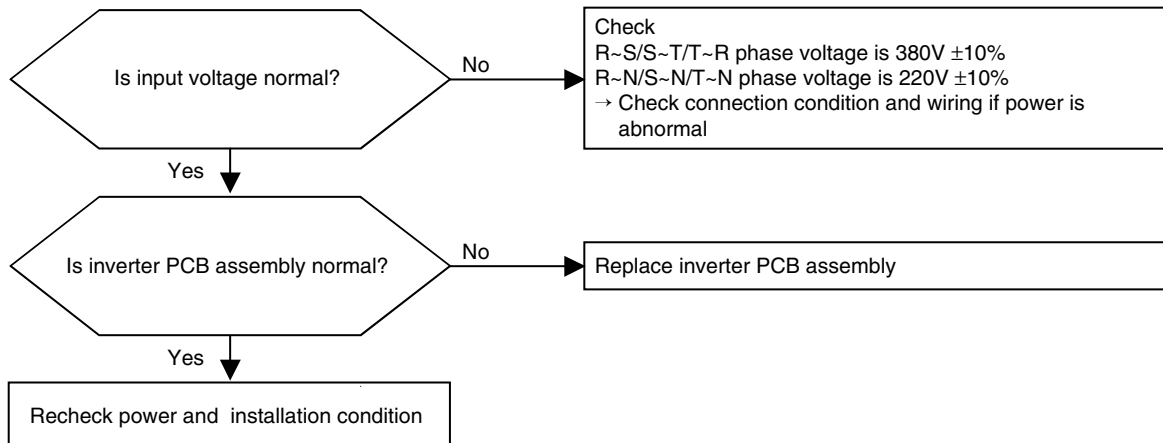 Is input voltage normal?
No
Check
R~S/S~T/T~R phase voltage is 380V ±10%
R~N/S~N/T~N phase voltage is 220V ±10%
→ Check connection condition and wiring if power is
abnormal
Yes
Is inverter PCB assembly normal?
No
Replace inverter PCB assembly
Yes
Recheck power and installation condition